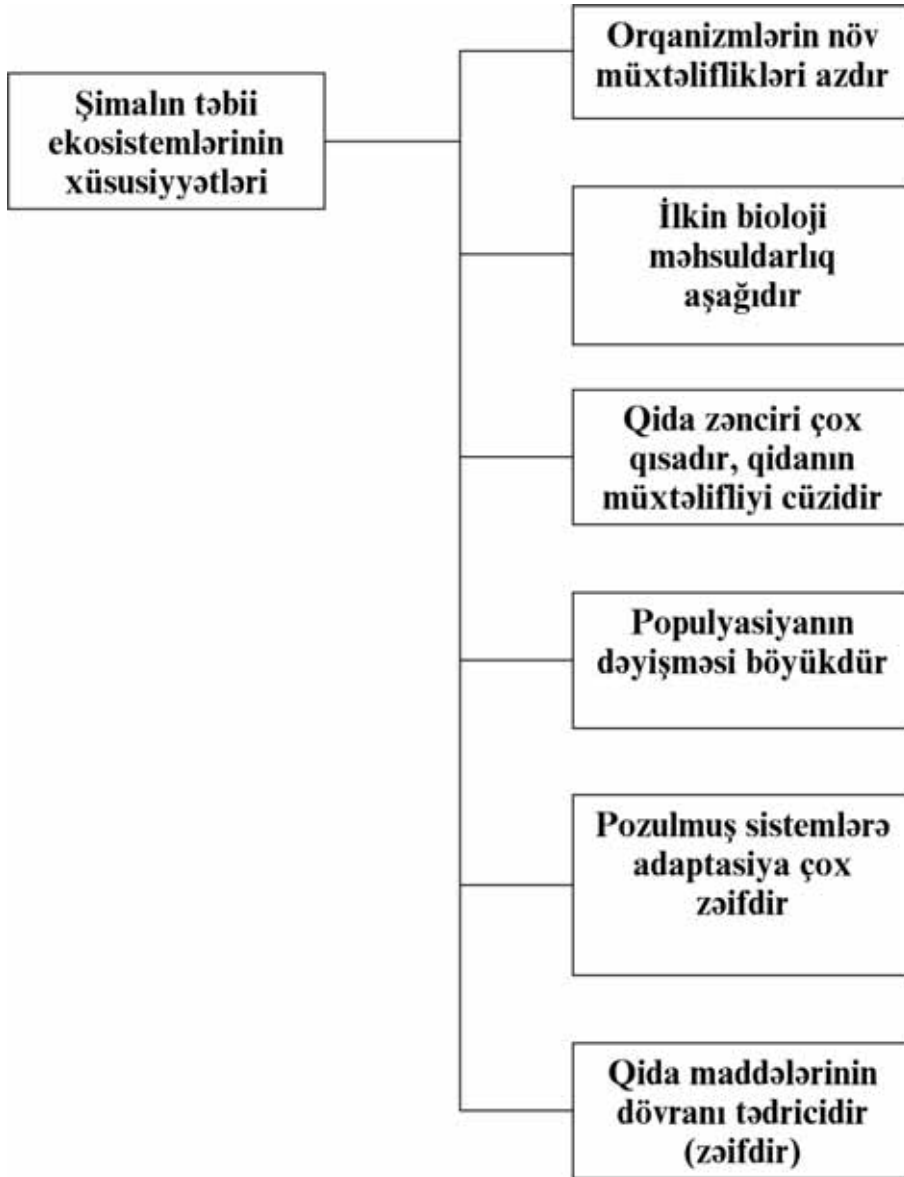 Şimalın təbii
ekosistemlərinin
xüsusiyyətləri
Orqanizmlərin növ
müxtəliflikləri azdır
İlkin bioloji
məhsuldarlıq
aşağıdır
Qida zənciri çox
qısadır, qidanın
müxtəlifliyi cüzidir
Populyasiyanın
dəyişməsi böyükdür
Pozulmuş sistemlərə
adaptasiya çox
zəifdir
Qida maddələrinin
dövranı tədricidir
(zəifdir)